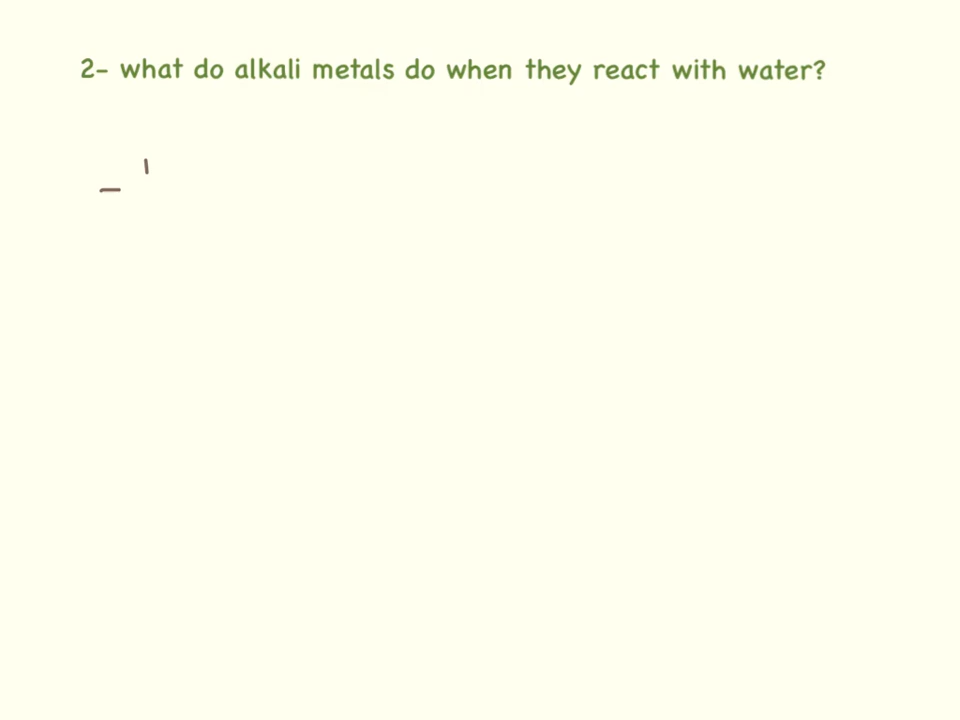 2- what do alkali metals do when they react with water?
-